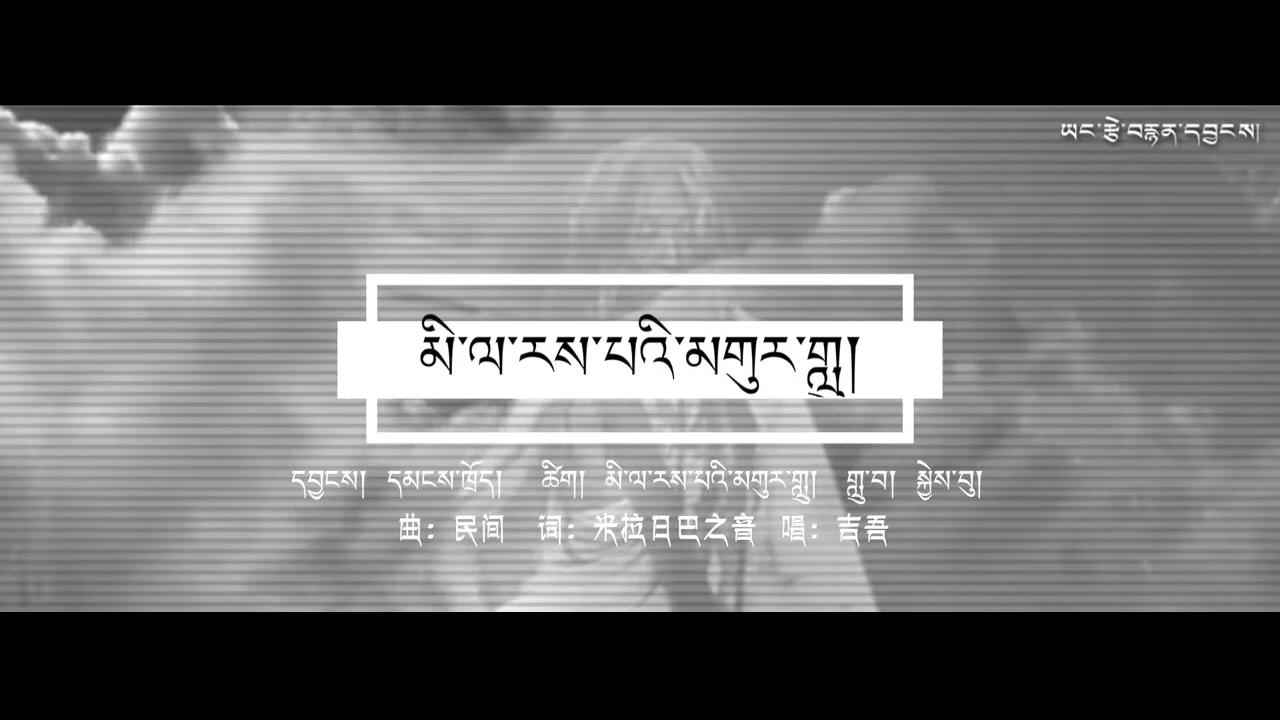 ཡང་རྩེ་བརྙན་དབྱངས།
མི་ལ་རས་པའི་མགུར་གླུ།
དབྱངས།  དམངས་ཁྲོད།  ཚིག།  མི་ལ་རས་པའི་མགུར་གླུ།  གླུ་བ།  སྐྱེས་བུ།
曲：民间 词：米拉日巴之音 唱：吉吾